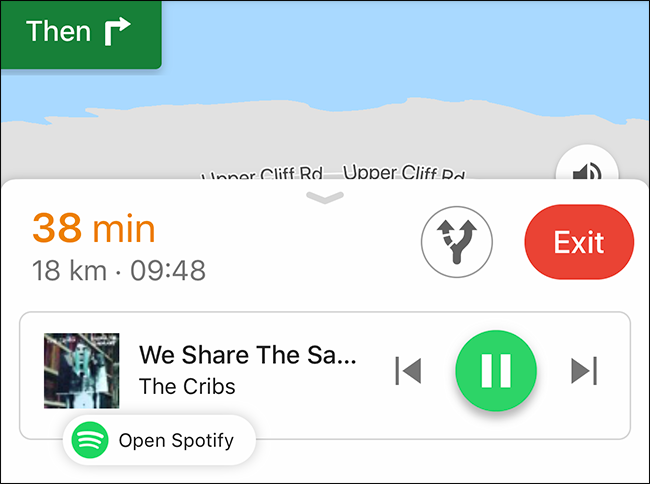 Then
Upper Cliff Rd Upper Cliff Rd
38 min
Exit
18 km · 09:48
We Share The Sa...
The Cribs
Open Spotify